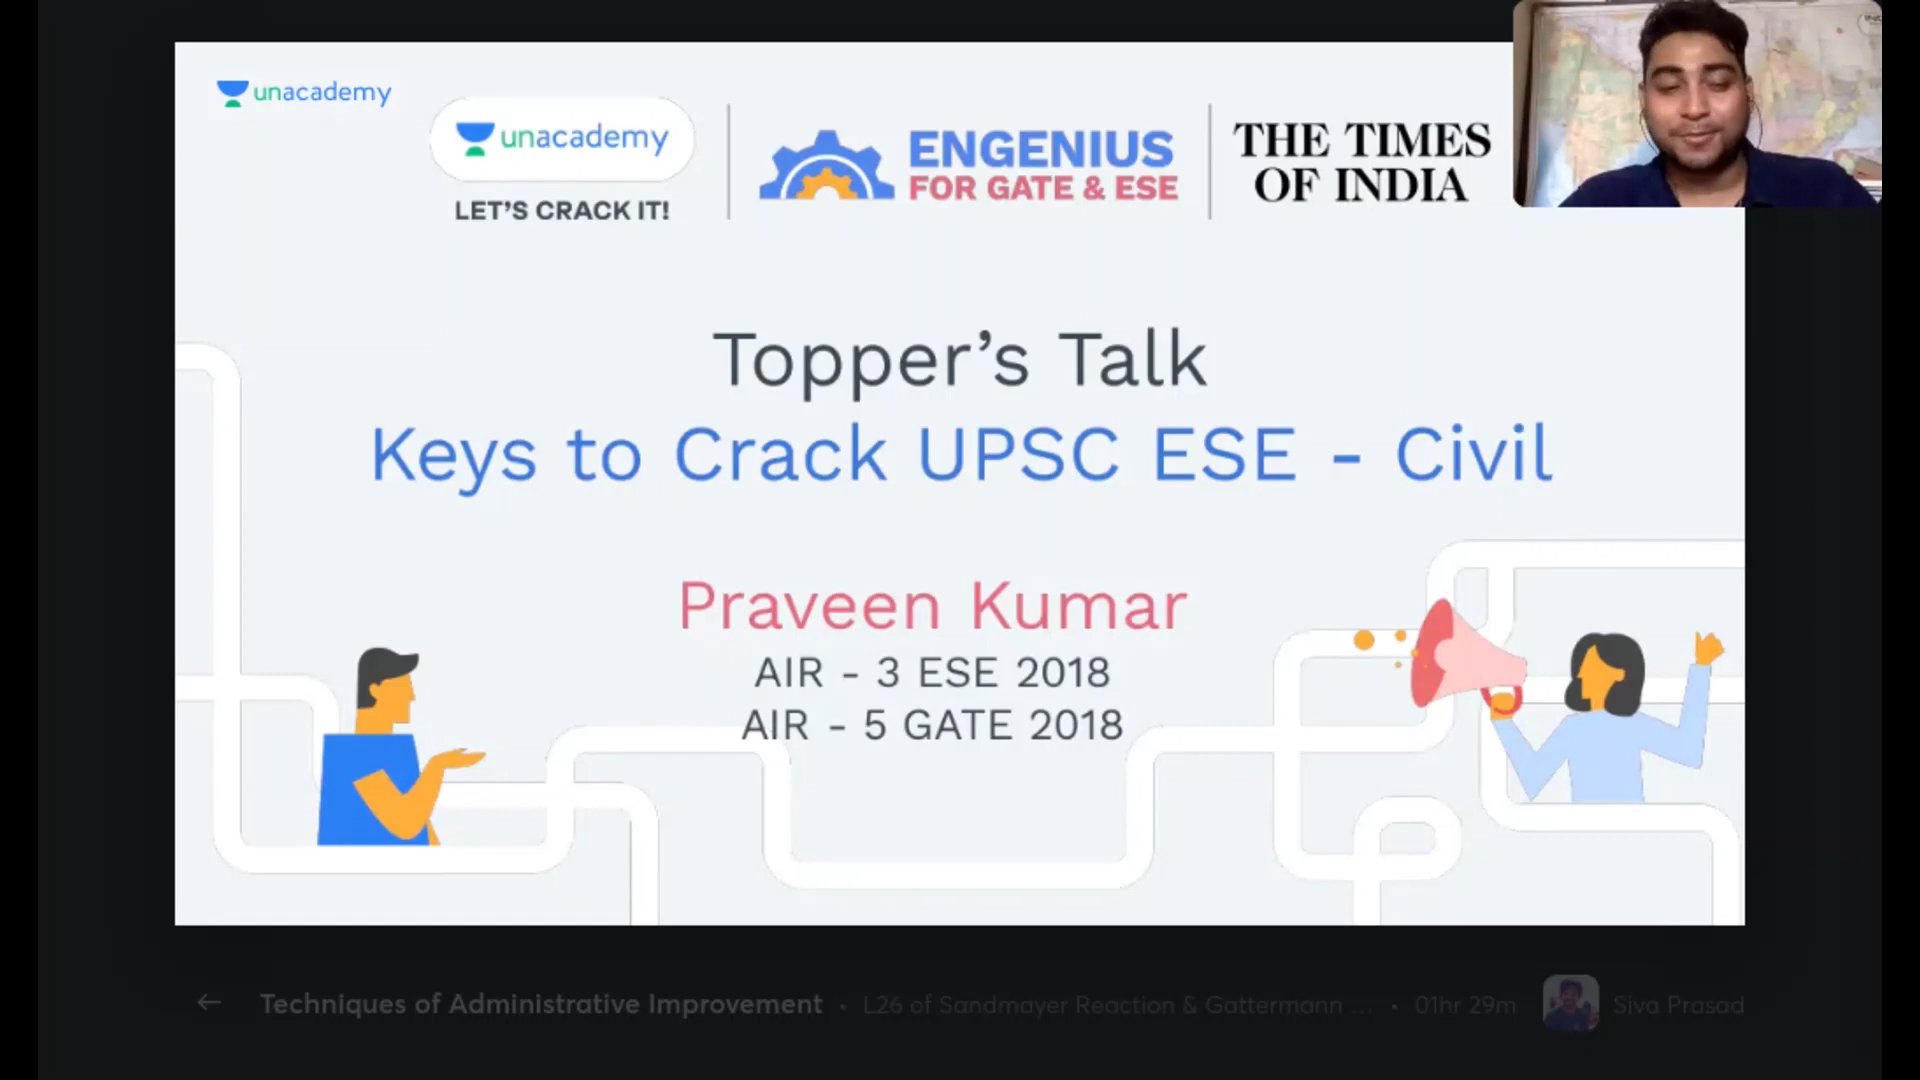 unacademy
unacademy
LET'S CRACK IT!
ENGENIUS
FOR GATE & ESE
THE TIMES
OF INDIA
Topper's Talk
Keys to Crack UPSC ESE - Civil
Praveen Kumar
AIR - 3 ESE 2018
AIR - 5 GATE 2018
Techniques of Administrative Improvement • L26 of Sandmayer Reaction & Gattermann ... • 01hr 29m Siva Prasad